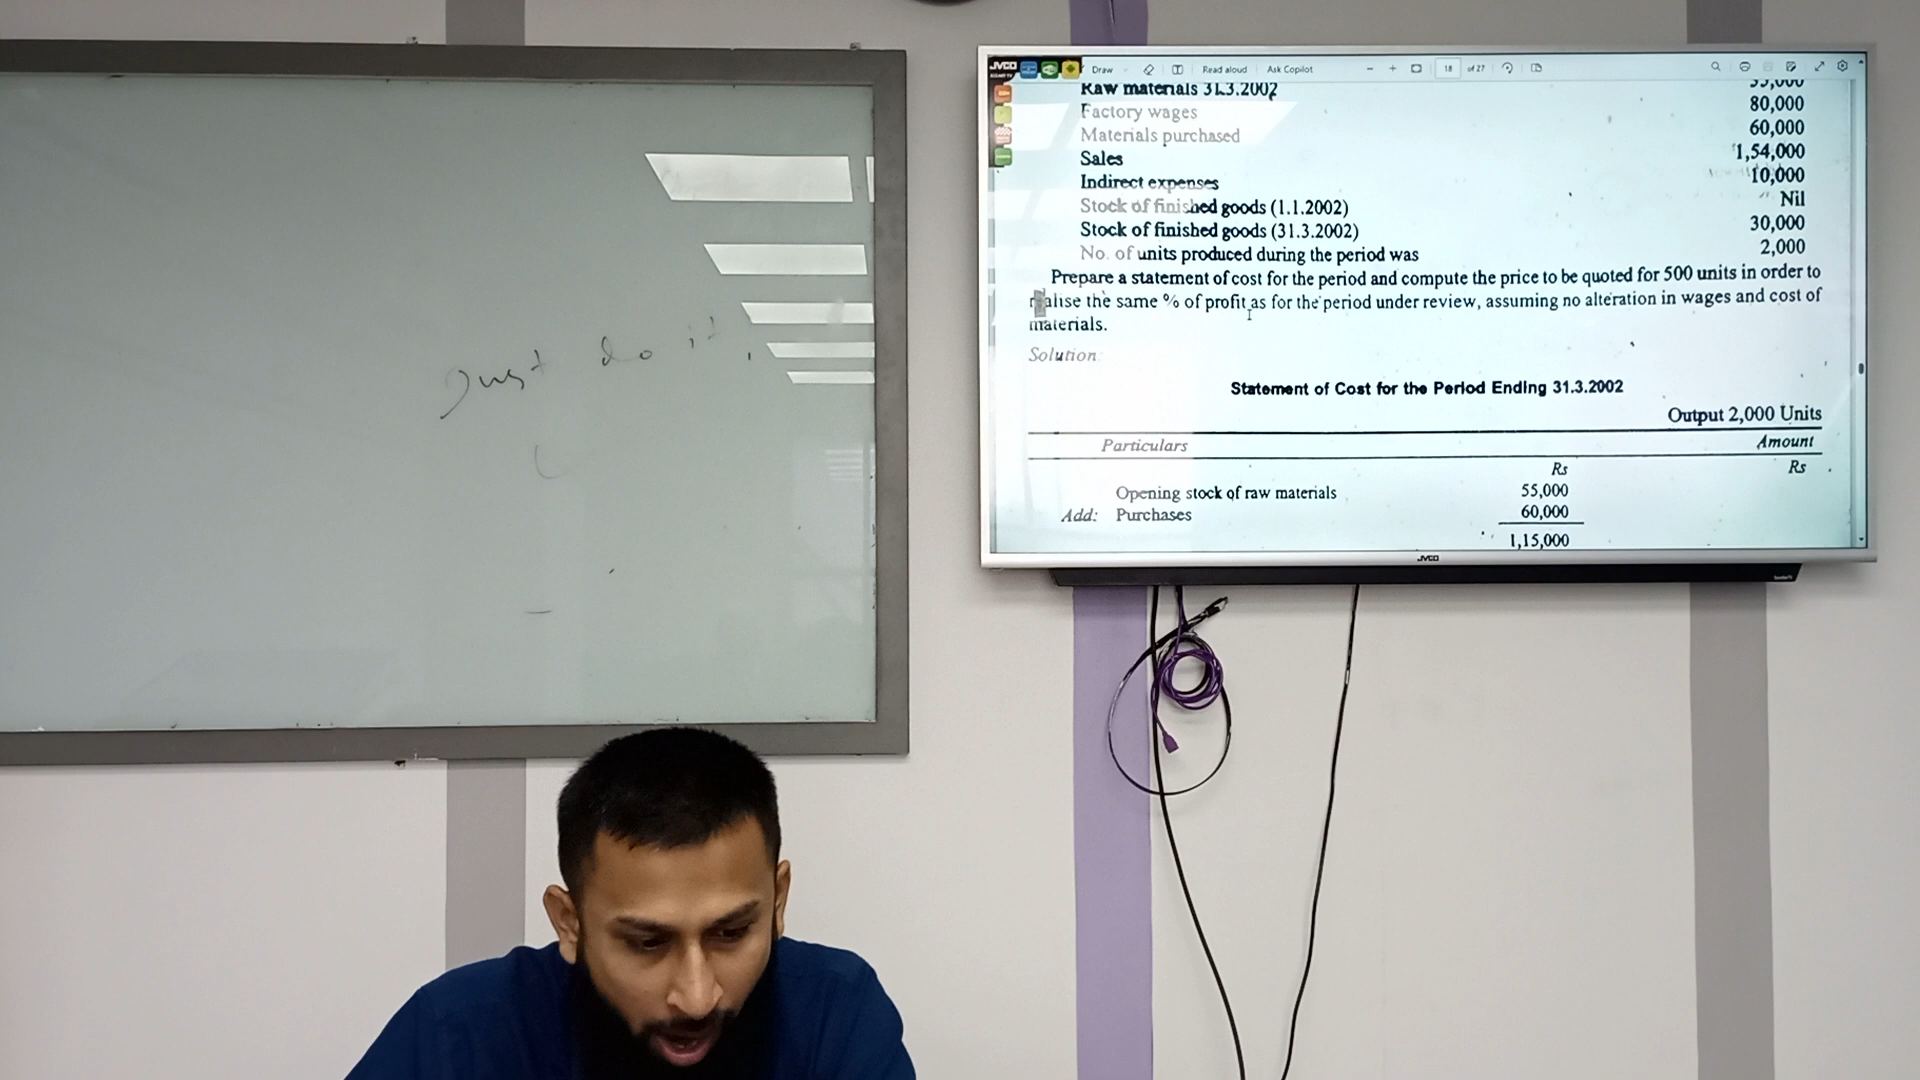 Just do it,
JVCO
Draw Read aloud Ask Copilot 18 of 27
Raw materials 31.3.2002 35,000
Factory wages 80,000
Materials purchased 60,000
Sales 1,54,000
Indirect expenses 10,000
Stock of finished goods (1.1.2002) Nil
Stock of finished goods (31.3.2002) 30,000
No. of units produced during the period was 2,000
Prepare a statement of cost for the period and compute the price to be quoted for 500 units in order to
realise the same % of profit as for the period under review, assuming no alteration in wages and cost of
materials.
Solution:
Statement of Cost for the Period Ending 31.3.2002
Output 2,000 Units
Particulars Amount
Rs Rs
Opening stock of raw materials 55,000
Add: Purchases 60,000
1,15,000
JVCO